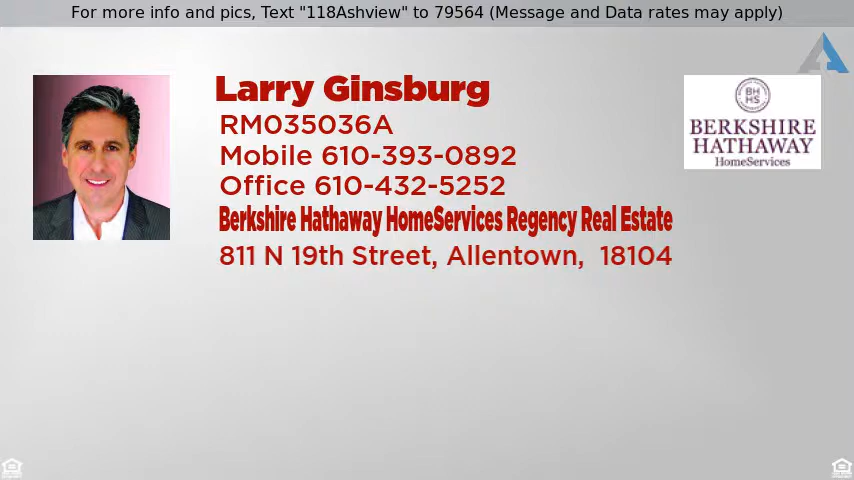 For more info and pics, Text "118Ashview" to 79564 (Message and Data rates may apply)
Larry Ginsburg
RM035036A
Mobile 610-393-0892
Office 610-432-5252
Berkshire Hathaway HomeServices Regency Real Estate
811 N 19th Street, Allentown,  18104
BH
HS
BERKSHIRE
HATHAWAY
HomeServices